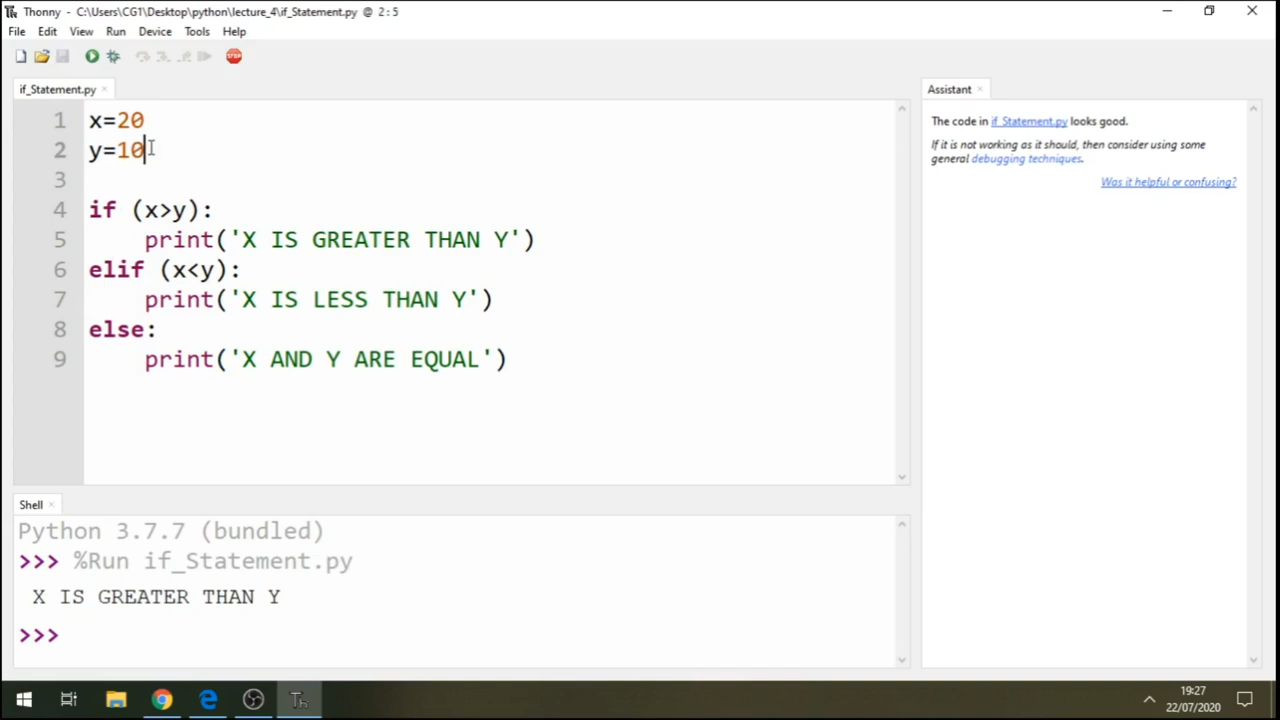 Thonny - C:\Users\CG1\Desktop\python\lecture_4\if_Statement.py @ 2:5
File Edit View Run Device Tools Help
STOP
if_Statement.py ×
1 x=20
2 y=10
3
4 if (x>y):
5     print('X IS GREATER THAN Y')
6 elif (x<y):
7     print('X IS LESS THAN Y')
8 else:
9     print('X AND Y ARE EQUAL')
Assistant ×
The code in if_Statement.py looks good.
If it is not working as it should, then consider using some
general debugging techniques.
Was it helpful or confusing?
Shell ×
Python 3.7.7 (bundled)
>>> %Run if_Statement.py
X IS GREATER THAN Y
>>>
Th
19:27
22/07/2020